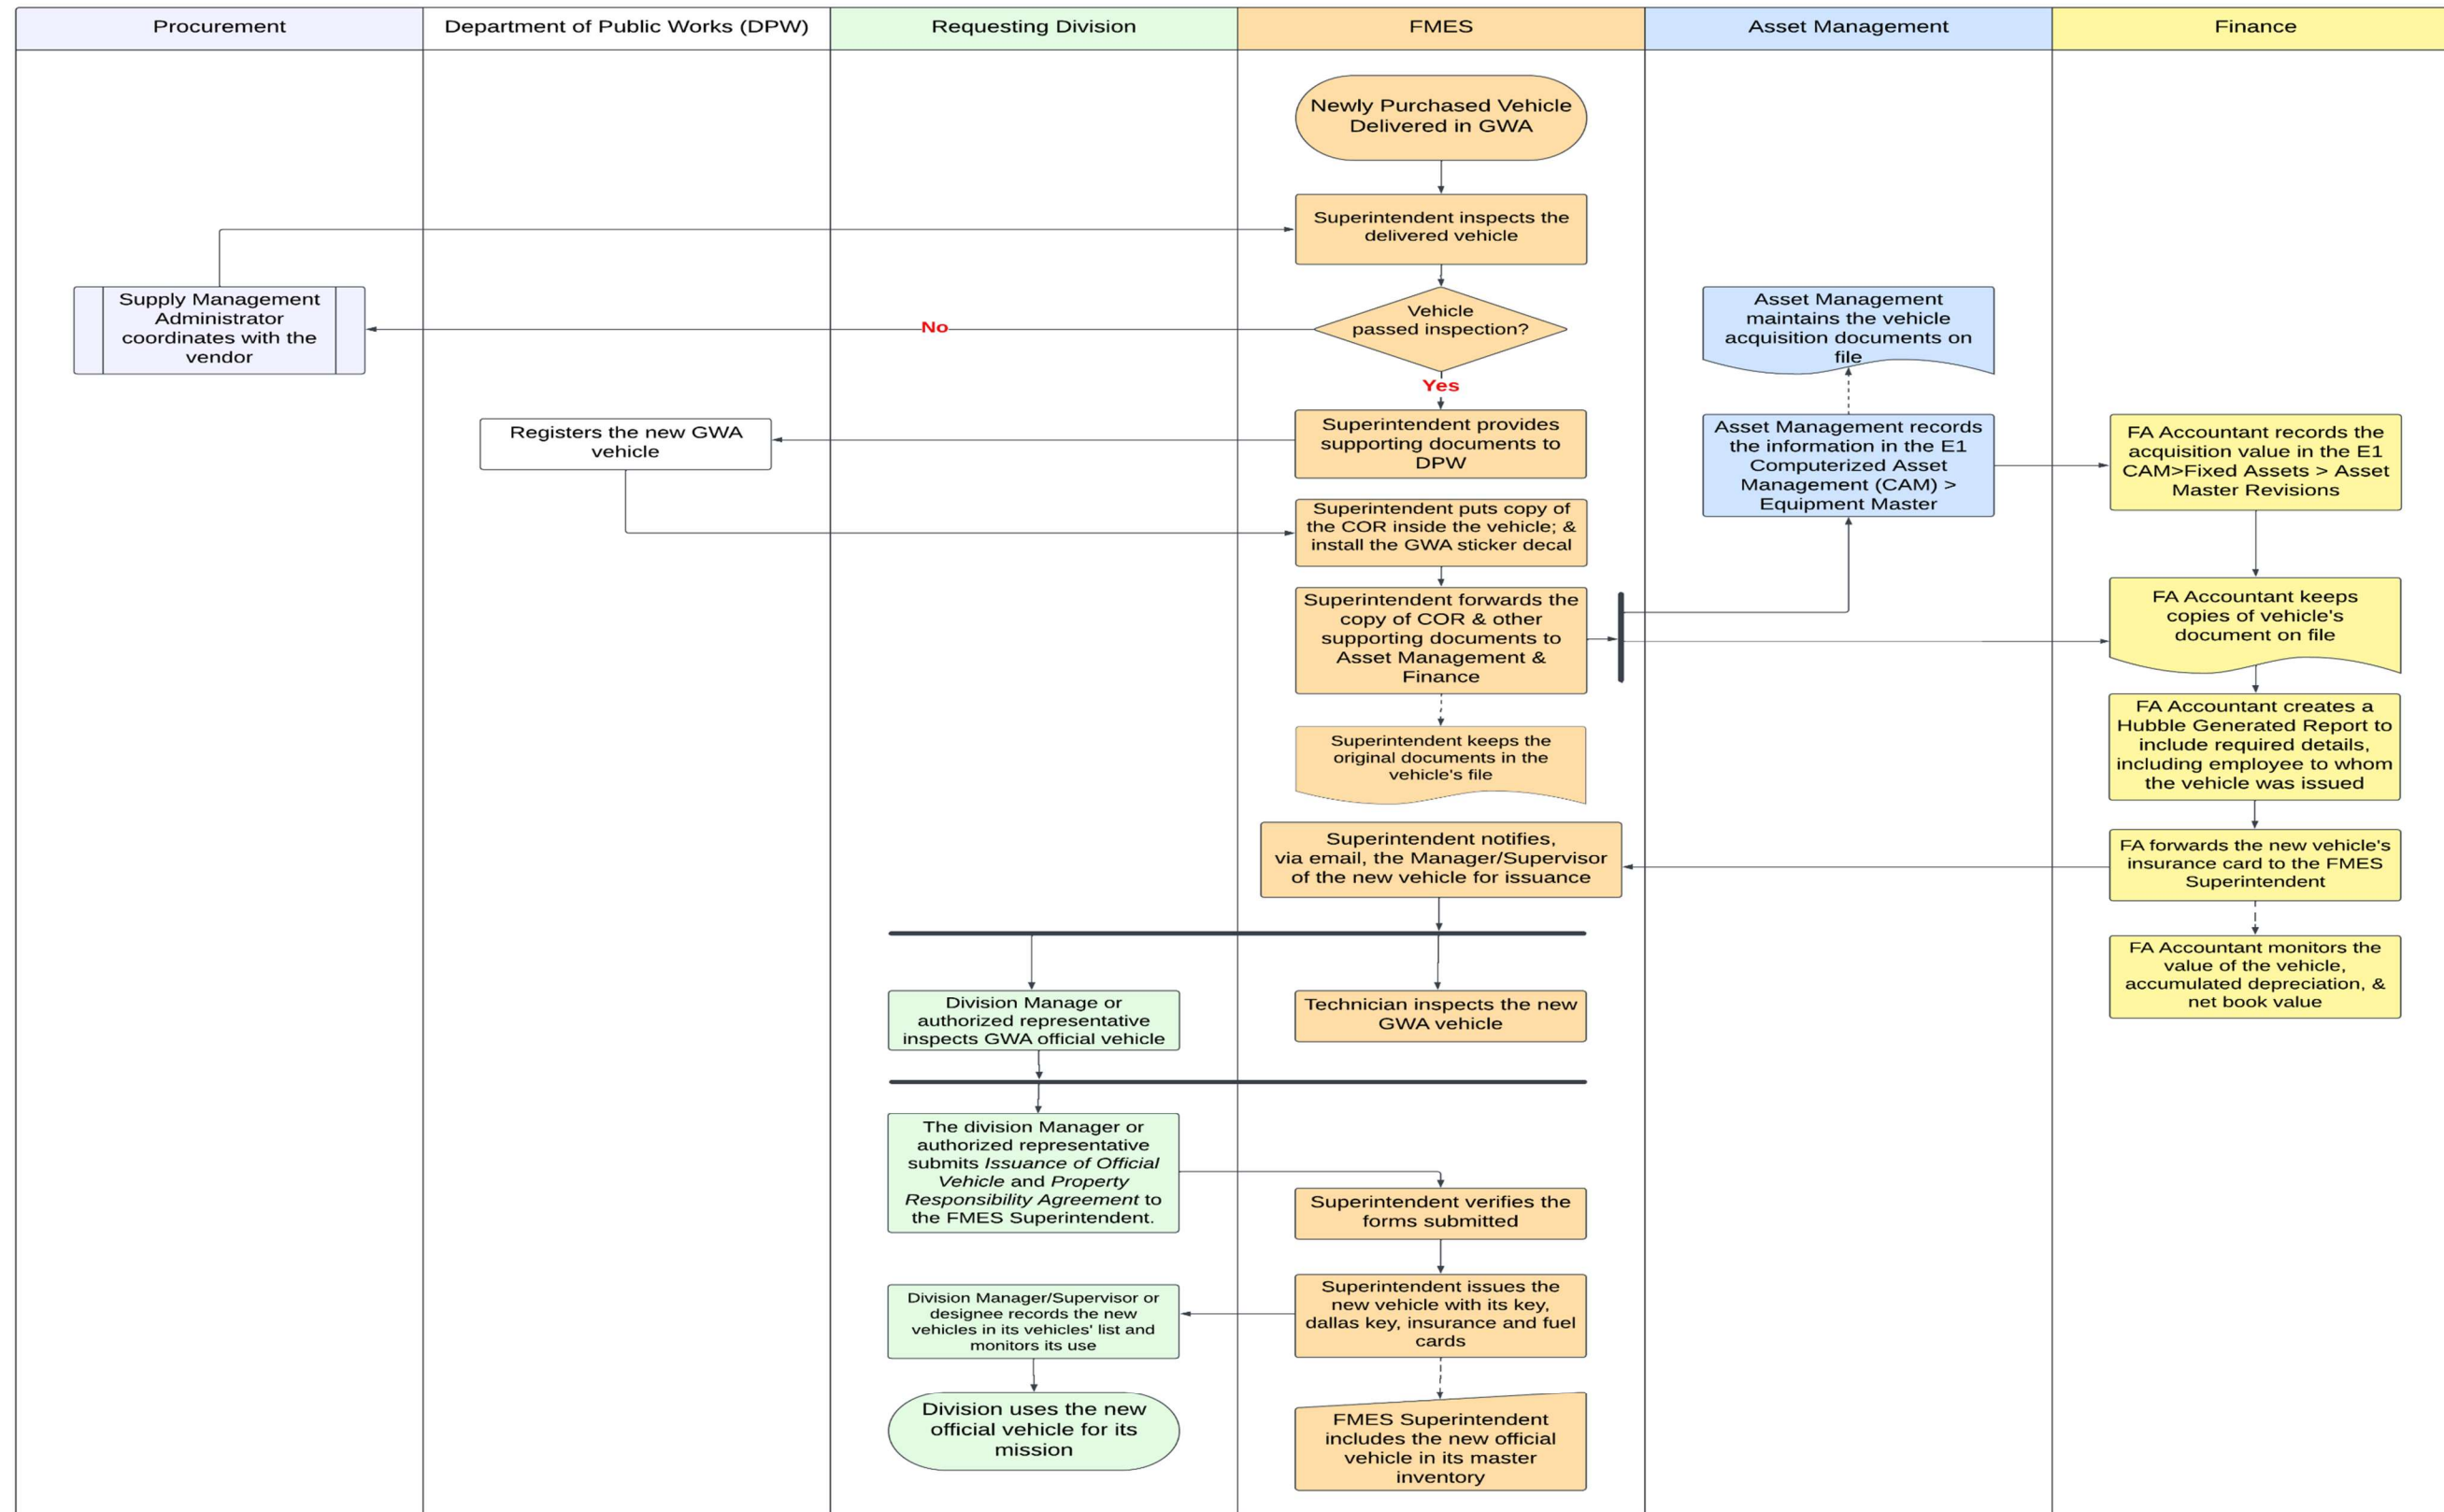 Procurement
Department of Public Works (DPW)
Requesting Division
FMES
Asset Management
Finance
Newly Purchased Vehicle
Delivered in GWA
Superintendent inspects the
delivered vehicle
Vehicle
passed inspection?
No
Supply Management
Administrator
coordinates with the
vendor
Yes
Superintendent provides
supporting documents to
DPW
Registers the new GWA
vehicle
Superintendent puts copy of
the COR inside the vehicle; &
install the GWA sticker decal
Superintendent forwards the
copy of COR & other
supporting documents to
Asset Management &
Finance
Superintendent keeps the
original documents in the
vehicle's file
Asset Management
maintains the vehicle
acquisition documents on
file
Asset Management records
the information in the E1
Computerized Asset
Management (CAM) >
Equipment Master
FA Accountant records the
acquisition value in the E1
CAM>Fixed Assets > Asset
Master Revisions
FA Accountant keeps
copies of vehicle's
document on file
FA Accountant creates a
Hubble Generated Report to
include required details,
including employee to whom
the vehicle was issued
FA forwards the new vehicle's
insurance card to the FMES
Superintendent
FA Accountant monitors the
value of the vehicle,
accumulated depreciation, &
net book value
Superintendent notifies,
via email, the Manager/Supervisor
of the new vehicle for issuance
Division Manage or
authorized representative
inspects GWA official vehicle
Technician inspects the new
GWA vehicle
The division Manager or
authorized representative
submits Issuance of Official
Vehicle and Property
Responsibility Agreement to
the FMES Superintendent.
Superintendent verifies the
forms submitted
Superintendent issues the
new vehicle with its key,
dallas key, insurance and fuel
cards
Division Manager/Supervisor or
designee records the new
vehicles in its vehicles' list and
monitors its use
Division uses the new
official vehicle for its
mission
FMES Superintendent
includes the new official
vehicle in its master
inventory